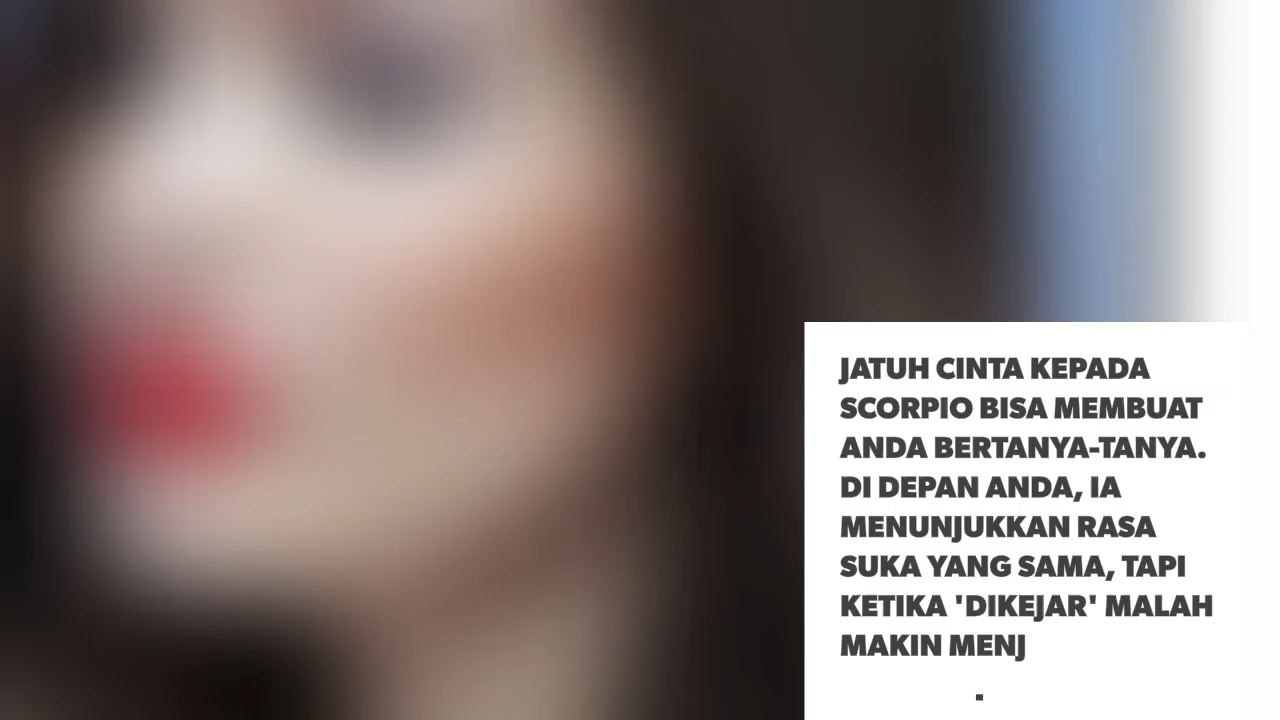 JATUH CINTA KEPADA
SCORPIO BISA MEMBUAT
ANDA BERTANYA-TANYA.
DI DEPAN ANDA, IA
MENUNJUKKAN RASA
SUKA YANG SAMA, TAPI
KETIKA 'DIKEJAR' MALAH
MAKIN MENJ